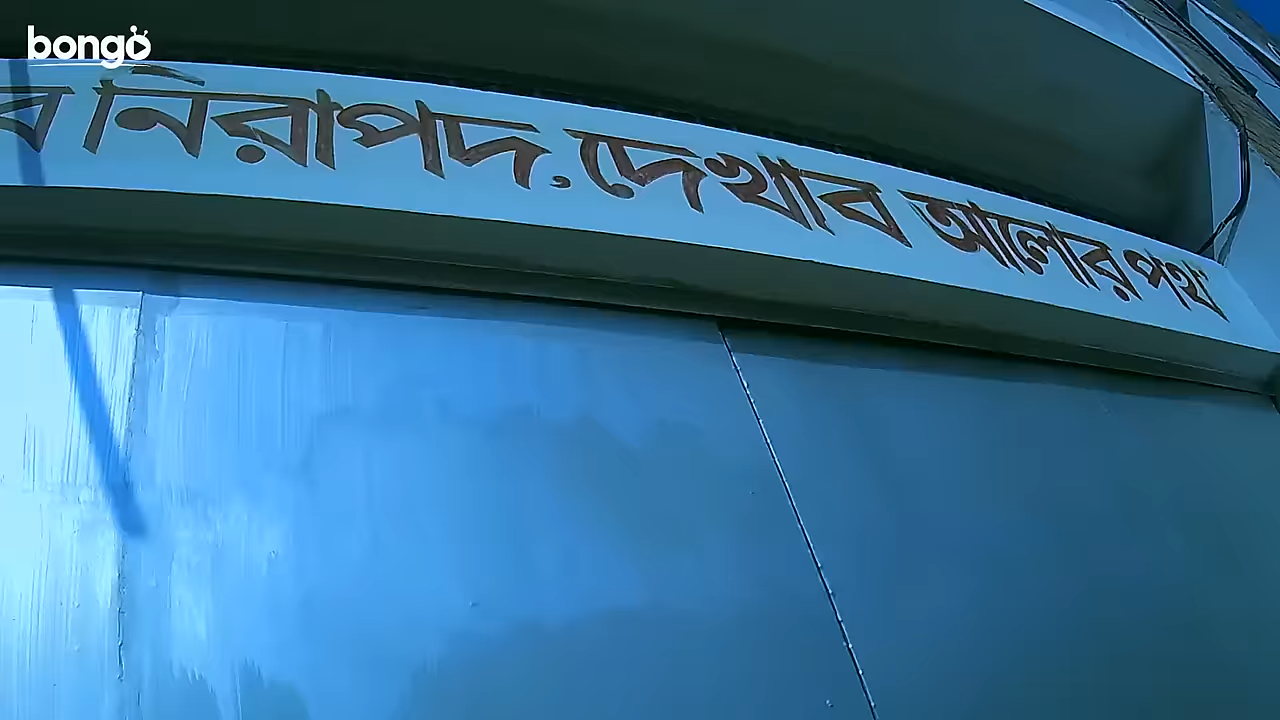 bongo
নিরাপদ, দেখাব আলোর পথ